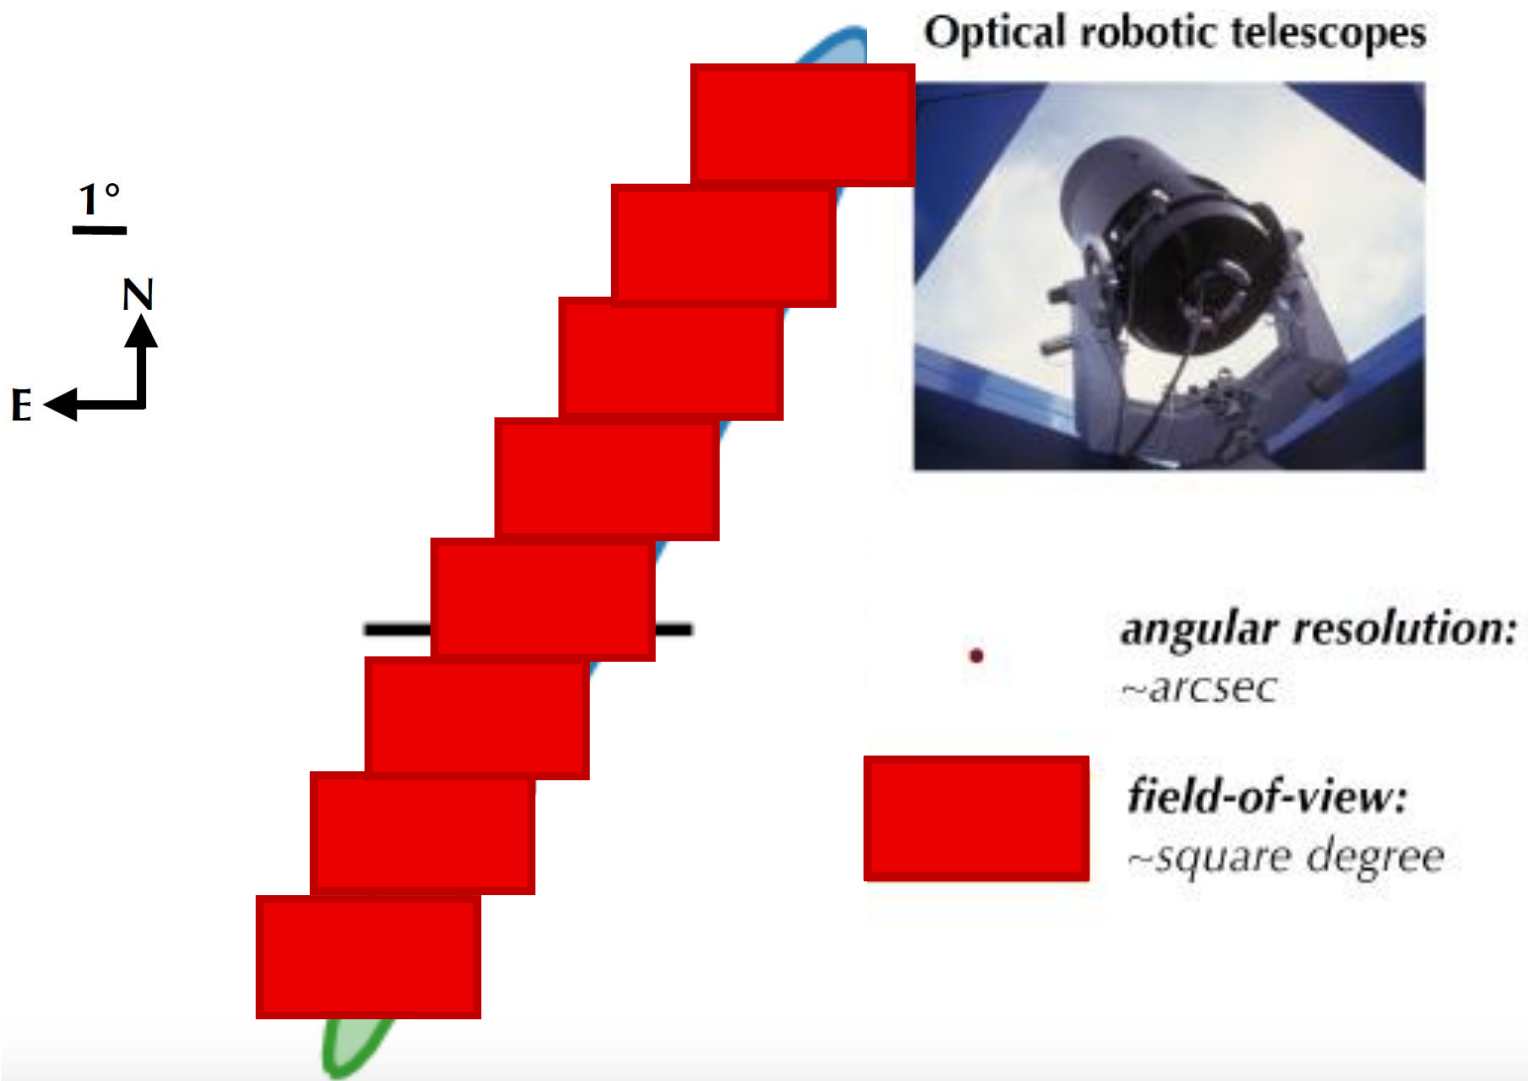 Optical robotic telescopes
1°
N
E
angular resolution:
~arcsec
field-of-view:
~square degree